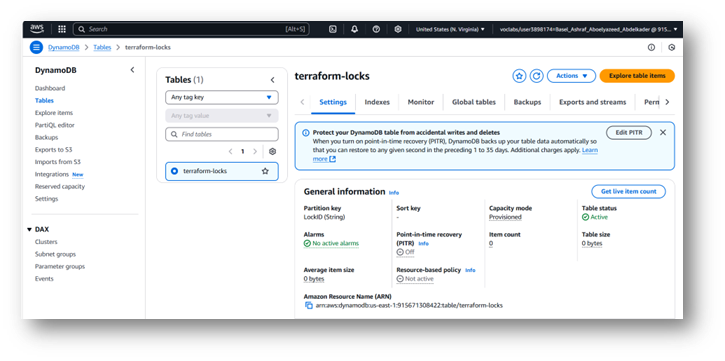 aws
Search
[Alt+S]
United States (N. Virginia)
voclabs/user3898174=Basel_Ashraf_Aboelyazeed_Abdelkader @ 915...
DynamoDB
Tables
terraform-locks
DynamoDB
Dashboard
Tables
Explore items
PartiQL editor
Backups
Exports to S3
Imports from S3
Integrations New
Reserved capacity
Settings
DAX
Clusters
Subnet groups
Parameter groups
Events
Tables (1)
Any tag key
Any tag value
Find tables
1
terraform-locks
terraform-locks
Actions
Explore table items
Settings
Indexes
Monitor
Global tables
Backups
Exports and streams
Perm
Protect your DynamoDB table from accidental writes and deletes
When you turn on point-in-time recovery (PITR), DynamoDB backs up your table data automatically so
that you can restore to any given second in the preceding 1 to 35 days. Additional charges apply. Learn
more
Edit PITR
General information Info
Get live item count
Partition key
LockID (String)
Sort key
-
Capacity mode
Provisioned
Table status
Active
Alarms
No active alarms
Point-in-time recovery
(PITR) Info
Off
Item count
0
Table size
0 bytes
Average item size
0 bytes
Resource-based policy Info
Not active
Amazon Resource Name (ARN)
arn:aws:dynamodb:us-east-1:915671308422:table/terraform-locks